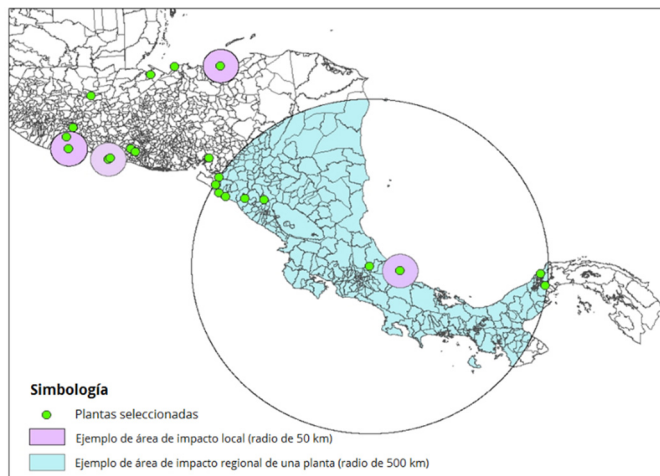 Simbología
Plantas seleccionadas
Ejemplo de área de impacto local (radio de 50 km)
Ejemplo de área de impacto regional de una planta (radio de 500 km)